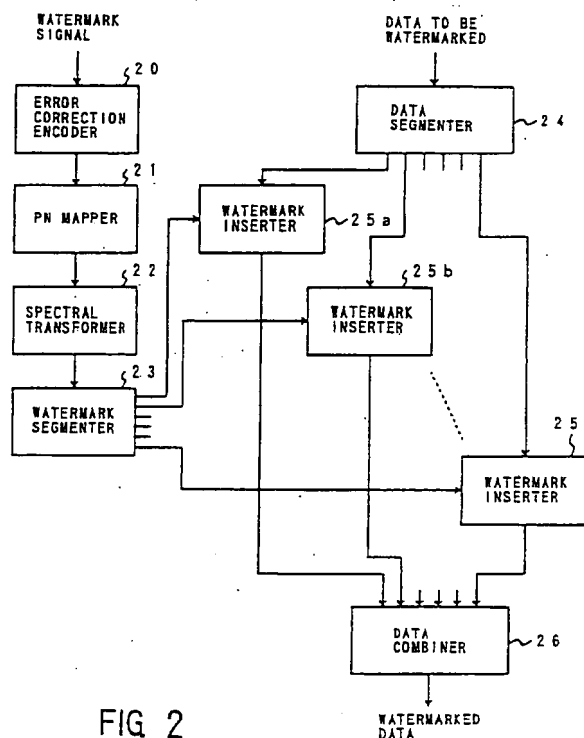 WATERMARK
SIGNAL
20
ERROR
CORRECTION
ENCODER
21
PN MAPPER
22
SPECTRAL
TRANSFORMER
23
WATERMARK
SEGMENTER
DATA TO BE
WATERMARKED
DATA
SEGMENTER
24
WATERMARK
INSERTER
25a
25b
WATERMARK
INSERTER
25
WATERMARK
INSERTER
DATA
COMBINER
26
WATERMARKED
DATA
FIG 2